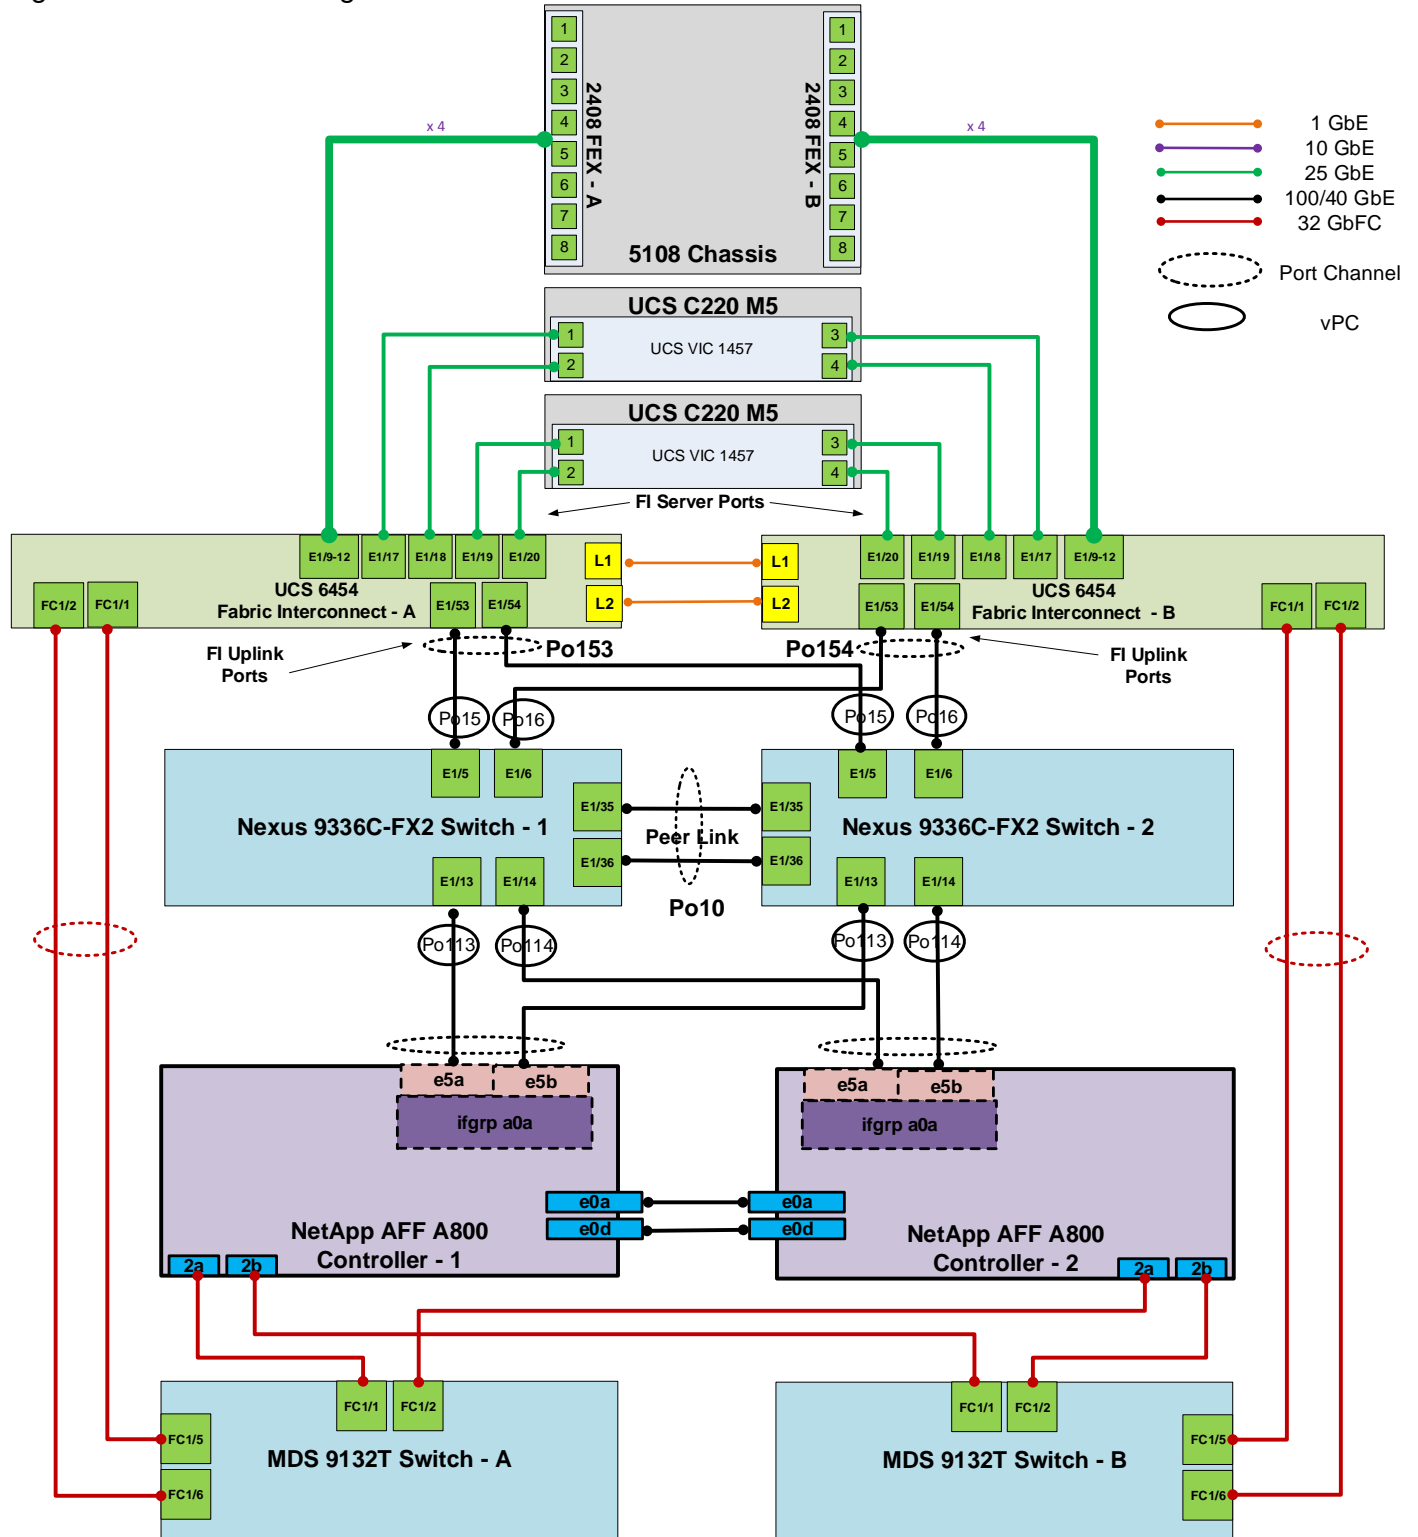 1
2
3
4
5
6
7
8
2408 FEX - A
1
2
3
4
5
6
7
8
2408 FEX - B
5108 Chassis
x 4
x 4
1 GbE
10 GbE
25 GbE
100/40 GbE
32 GbFC
Port Channel
vPC
UCS C220 M5
1
2
UCS VIC 1457
3
4
UCS C220 M5
1
2
UCS VIC 1457
3
4
FI Server Ports
E1/9-12
E1/17
E1/18
E1/19
E1/20
L1
L2
FC1/2
FC1/1
UCS 6454
Fabric Interconnect - A
E1/53
E1/54
L1
L2
E1/20
E1/19
E1/18
E1/17
E1/9-12
E1/53
E1/54
UCS 6454
Fabric Interconnect - B
FC1/1
FC1/2
FI Uplink
Ports
Po153
Po154
FI Uplink
Ports
Po15
Po16
Po15
Po16
E1/5
E1/6
E1/35
E1/36
Nexus 9336C-FX2 Switch - 1
E1/13
E1/14
Peer Link
Po10
E1/5
E1/6
E1/35
E1/36
Nexus 9336C-FX2 Switch - 2
E1/13
E1/14
Po113
Po114
Po113
Po114
e5a
e5b
ifgrp a0a
e0a
e0d
NetApp AFF A800
Controller - 1
2a
2b
e5a
e5b
ifgrp a0a
e0a
e0d
NetApp AFF A800
Controller - 2
2a
2b
FC1/1
FC1/2
FC1/5
FC1/6
MDS 9132T Switch - A
FC1/1
FC1/2
FC1/5
FC1/6
MDS 9132T Switch - B